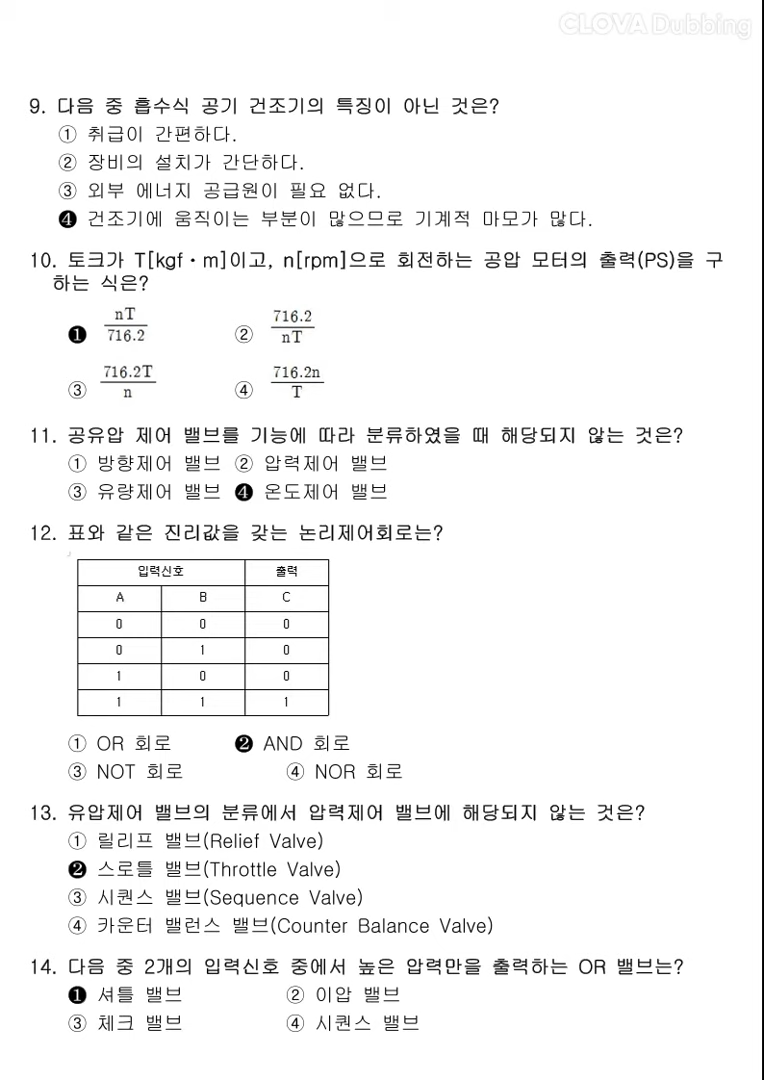 CLOVA Dubbing
9. 다음 중 흡수식 공기 건조기의 특징이 아닌 것은?
① 취급이 간편하다.
② 장비의 설치가 간단하다.
③ 외부 에너지 공급원이 필요 없다.
❹ 건조기에 움직이는 부분이 많으므로 기계적 마모가 많다.
10. 토크가 T[kgf·m]이고, n[rpm]으로 회전하는 공압 모터의 출력(PS)을 구
하는 식은?
❶ nT/716.2 ② 716.2/nT
③ 716.2T/n ④ 716.2n/T
11. 공유압 제어 밸브를 기능에 따라 분류하였을 때 해당되지 않는 것은?
① 방향제어 밸브 ② 압력제어 밸브
③ 유량제어 밸브 ❹ 온도제어 밸브
12. 표와 같은 진리값을 갖는 논리제어회로는?
입력신호 출력
A B C
0 0 0
0 1 0
1 0 0
1 1 1
① OR 회로 ❷ AND 회로
③ NOT 회로 ④ NOR 회로
13. 유압제어 밸브의 분류에서 압력제어 밸브에 해당되지 않는 것은?
① 릴리프 밸브(Relief Valve)
❷ 스로틀 밸브(Throttle Valve)
③ 시퀀스 밸브(Sequence Valve)
④ 카운터 밸런스 밸브(Counter Balance Valve)
14. 다음 중 2개의 입력신호 중에서 높은 압력만을 출력하는 OR 밸브는?
❶ 셔틀 밸브 ② 이압 밸브
③ 체크 밸브 ④ 시퀀스 밸브